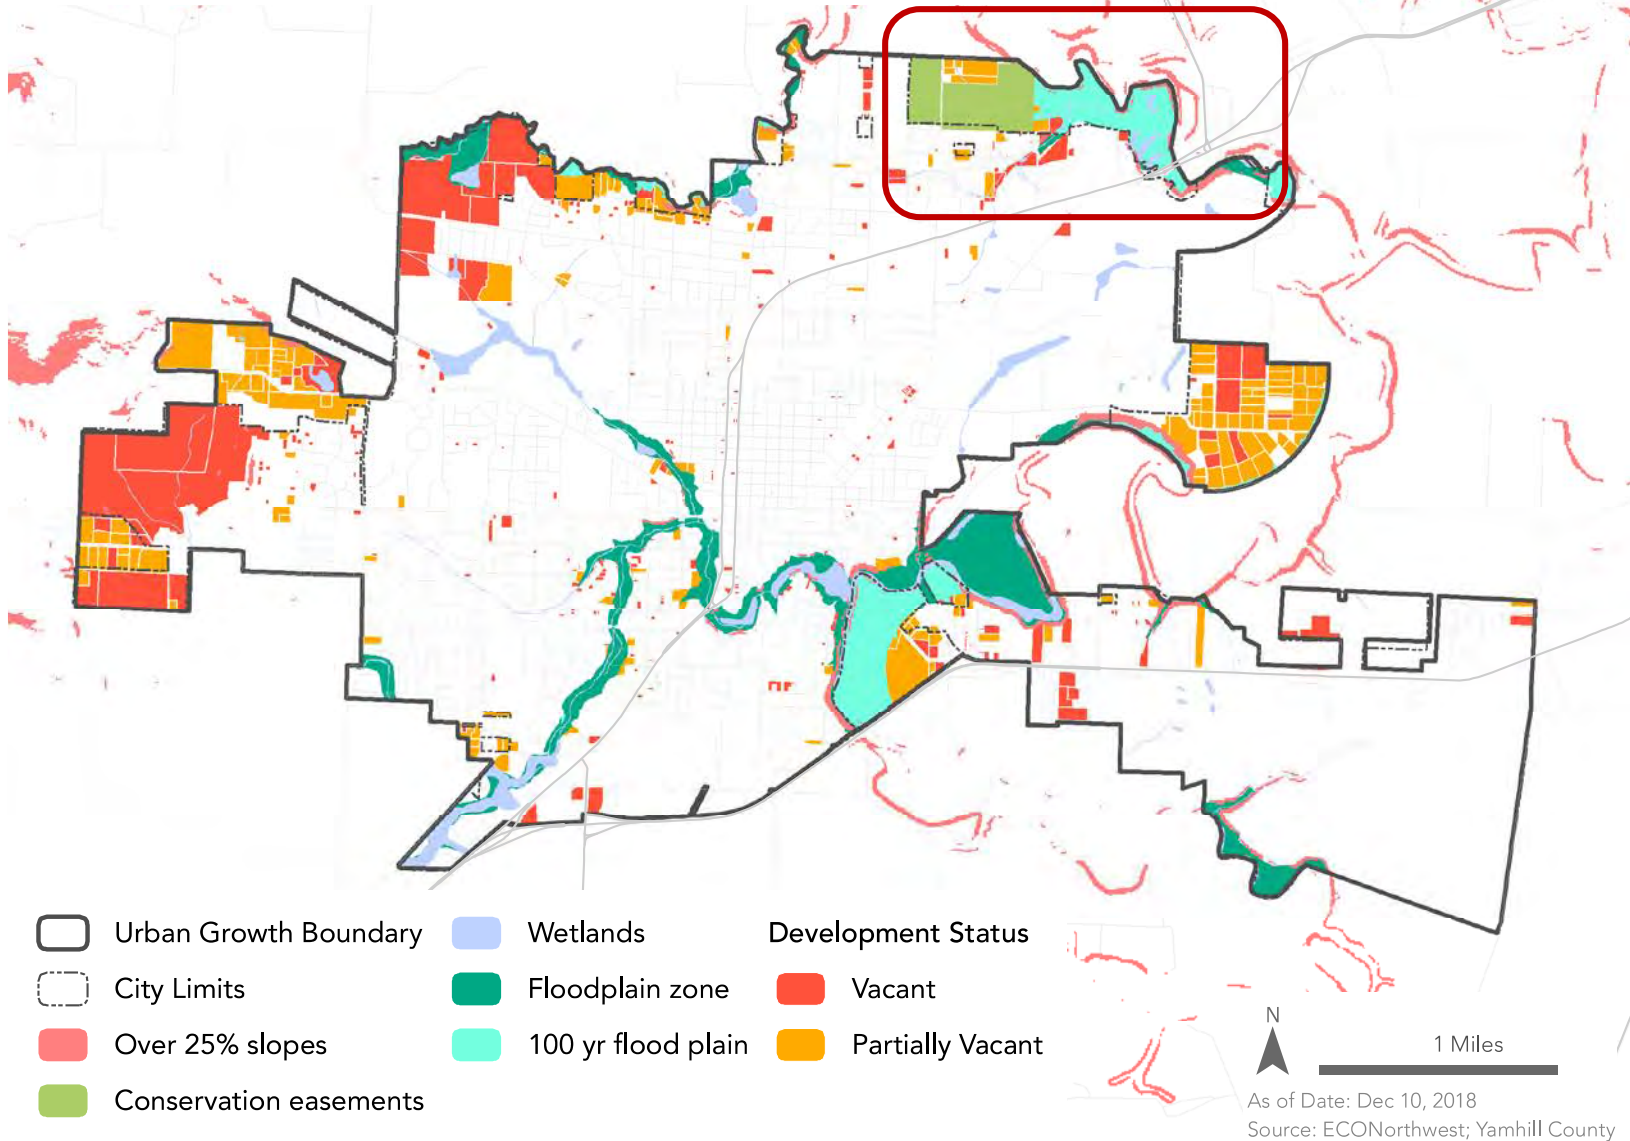 Urban Growth Boundary
City Limits
Over 25% slopes
Conservation easements
Wetlands
Floodplain zone
100 yr flood plain
Development Status
Vacant
Partially Vacant
N
1 Miles
As of Date: Dec 10, 2018
Source: ECONorthwest; Yamhill County